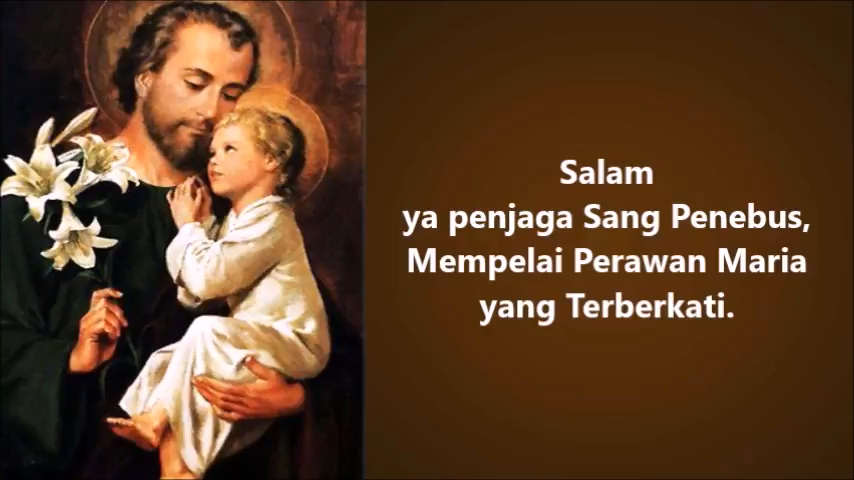 Salam
ya penjaga Sang Penebus,
Mempelai Perawan Maria
yang Terberkati.